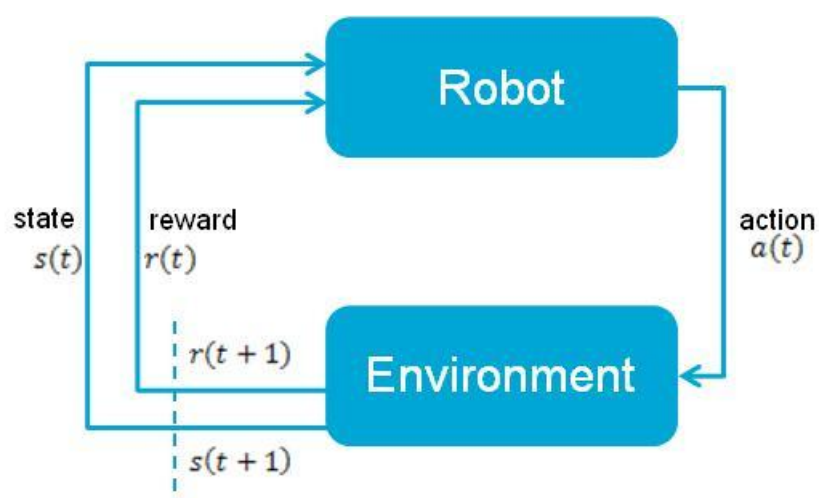 Robot
state
s(t)
reward
r(t)
action
a(t)
r(t + 1)
Environment
s(t + 1)